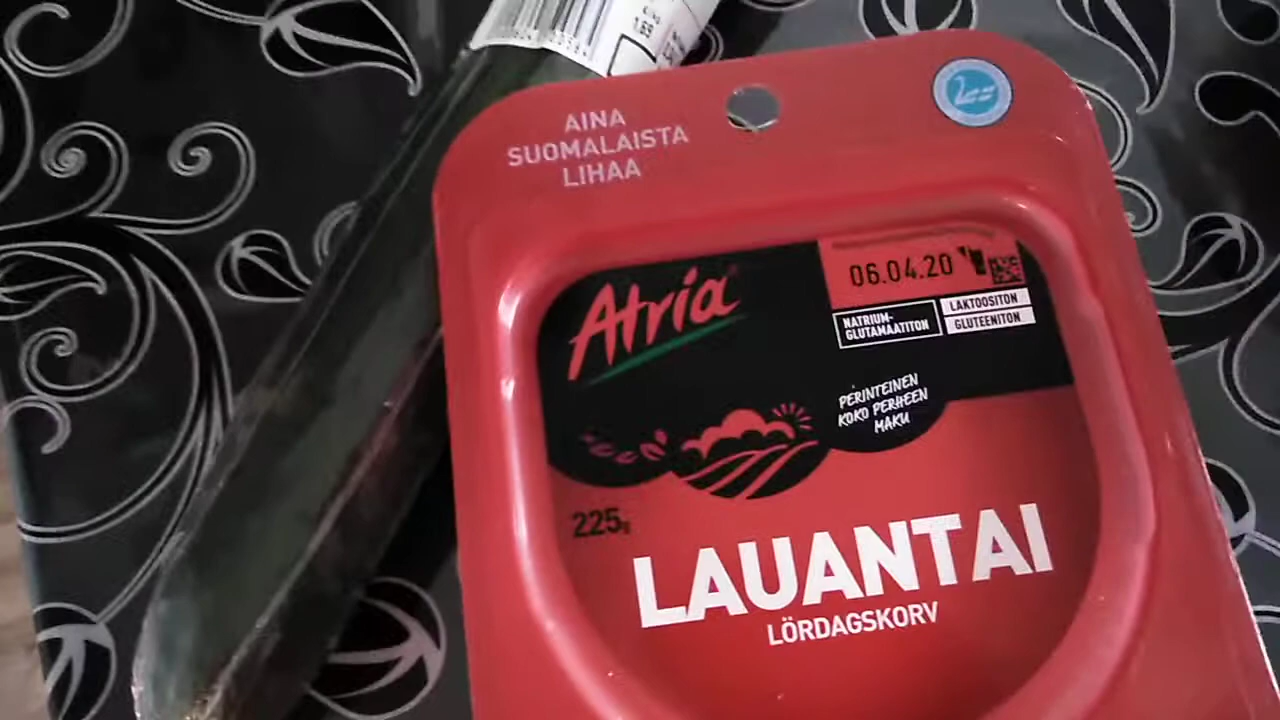 AINA
SUOMALAISTA
LIHAA
Atria
06.04.20
NATRIUM-
GLUTAMAATITON
LAKTOOSITON
GLUTEENITON
PERINTEINEN
KOKO PERHEEN
MAKU
225g
LAUANTAI
LÖRDAGSKORV